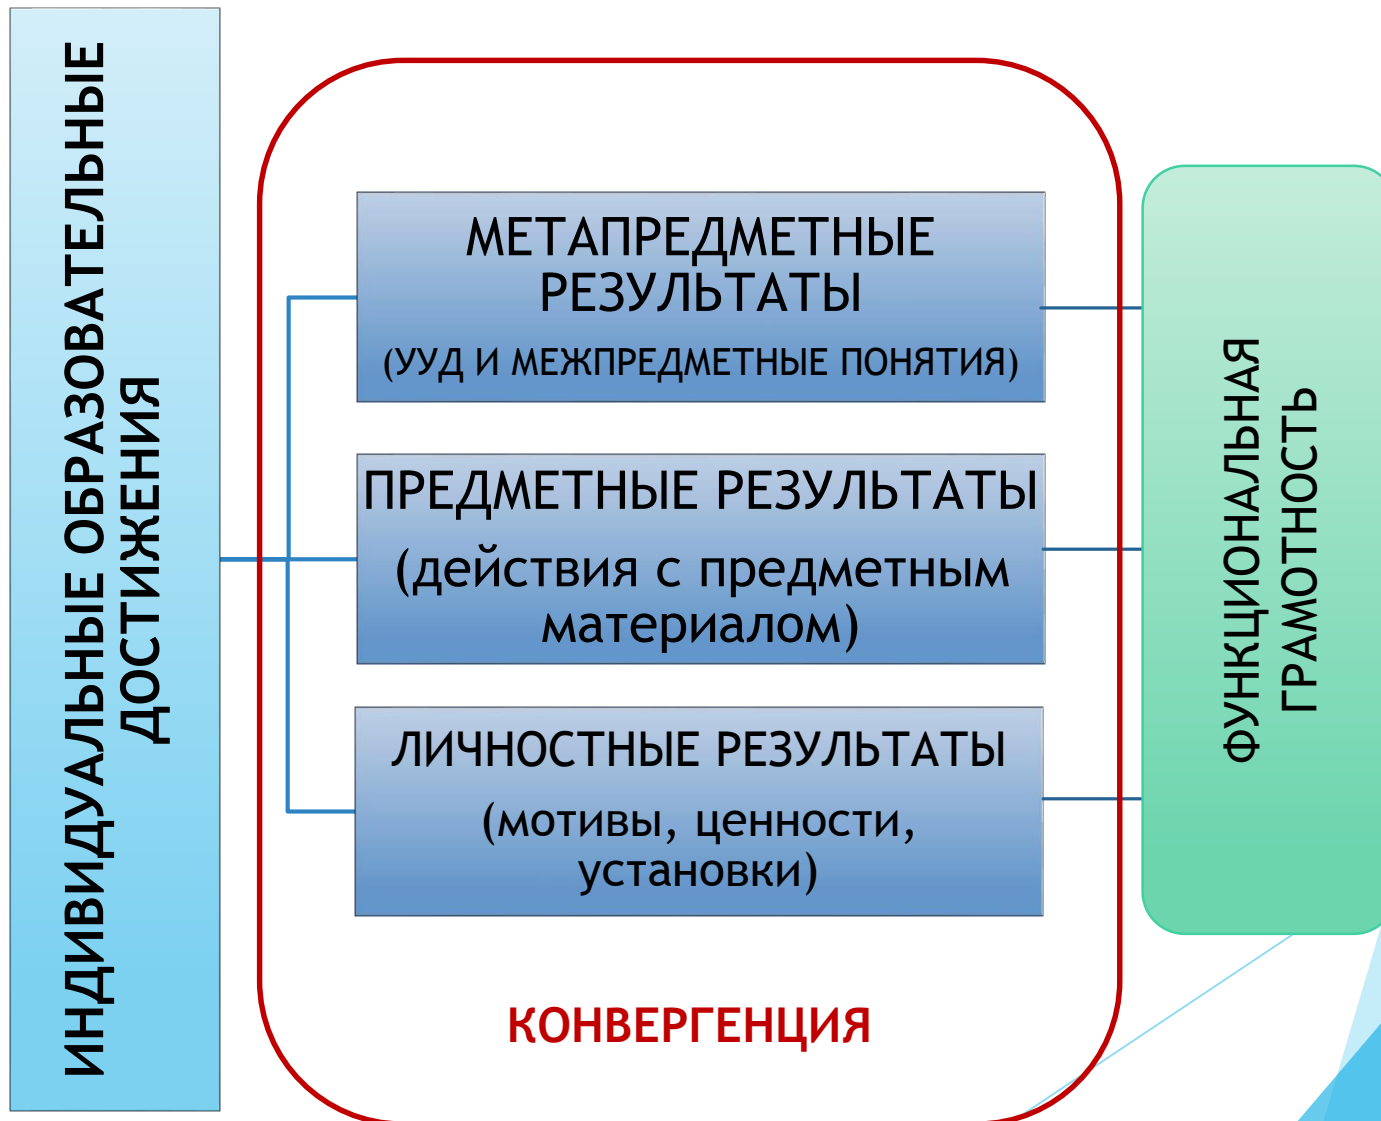 ИНДИВИДУАЛЬНЫЕ ОБРАЗОВАТЕЛЬНЫЕ
ДОСТИЖЕНИЯ
МЕТАПРЕДМЕТНЫЕ
РЕЗУЛЬТАТЫ
(УУД И МЕЖПРЕДМЕТНЫЕ ПОНЯТИЯ)
ПРЕДМЕТНЫЕ РЕЗУЛЬТАТЫ
(действия с предметным
материалом)
ЛИЧНОСТНЫЕ РЕЗУЛЬТАТЫ
(мотивы, ценности,
установки)
КОНВЕРГЕНЦИЯ
ФУНКЦИОНАЛЬНАЯ
ГРАМОТНОСТЬ